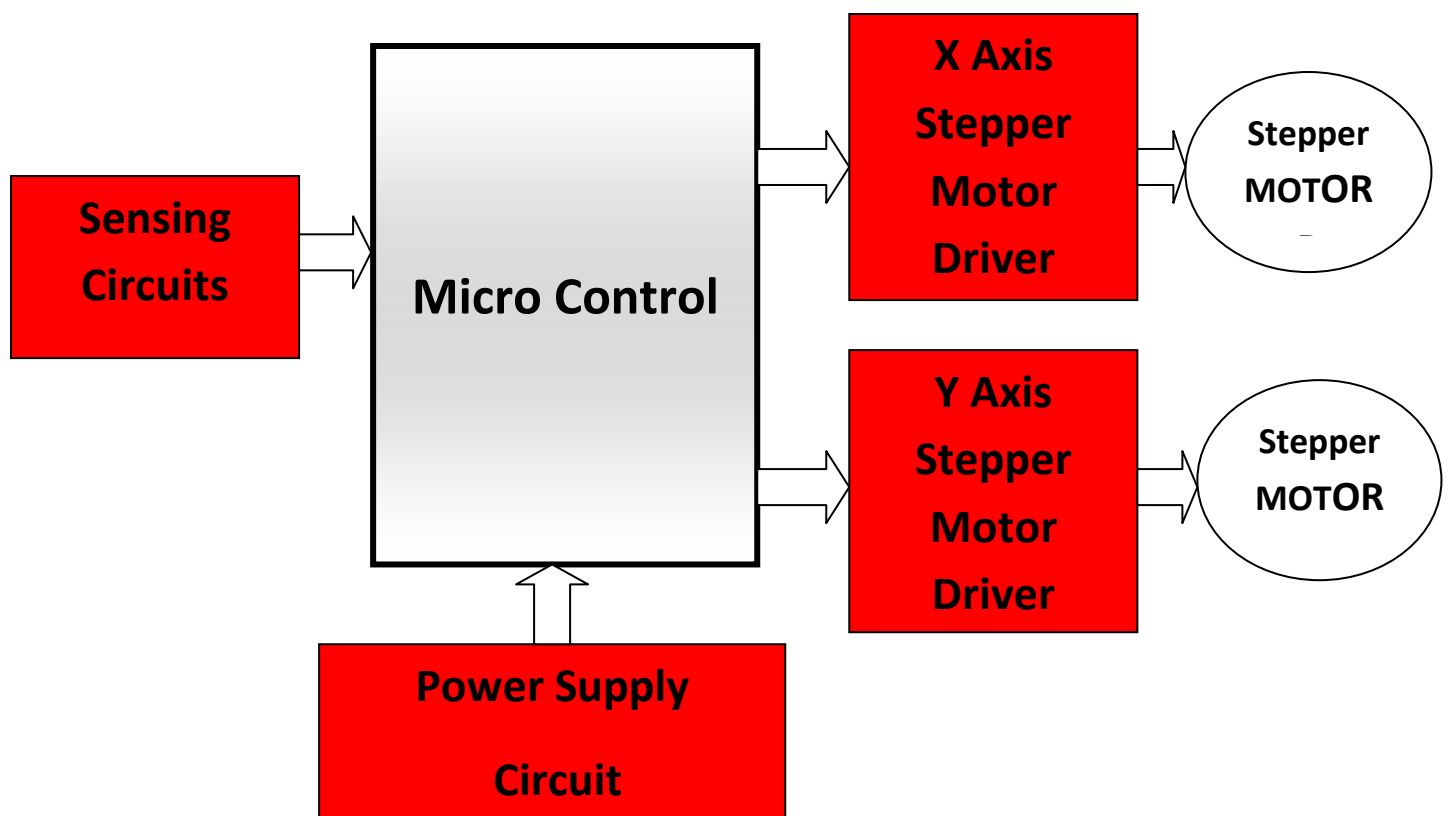 Sensing
Circuits
Micro Control
X Axis
Stepper
Motor
Driver
Stepper
MOTOR
Y Axis
Stepper
Motor
Driver
Stepper
MOTOR
Power Supply
Circuit